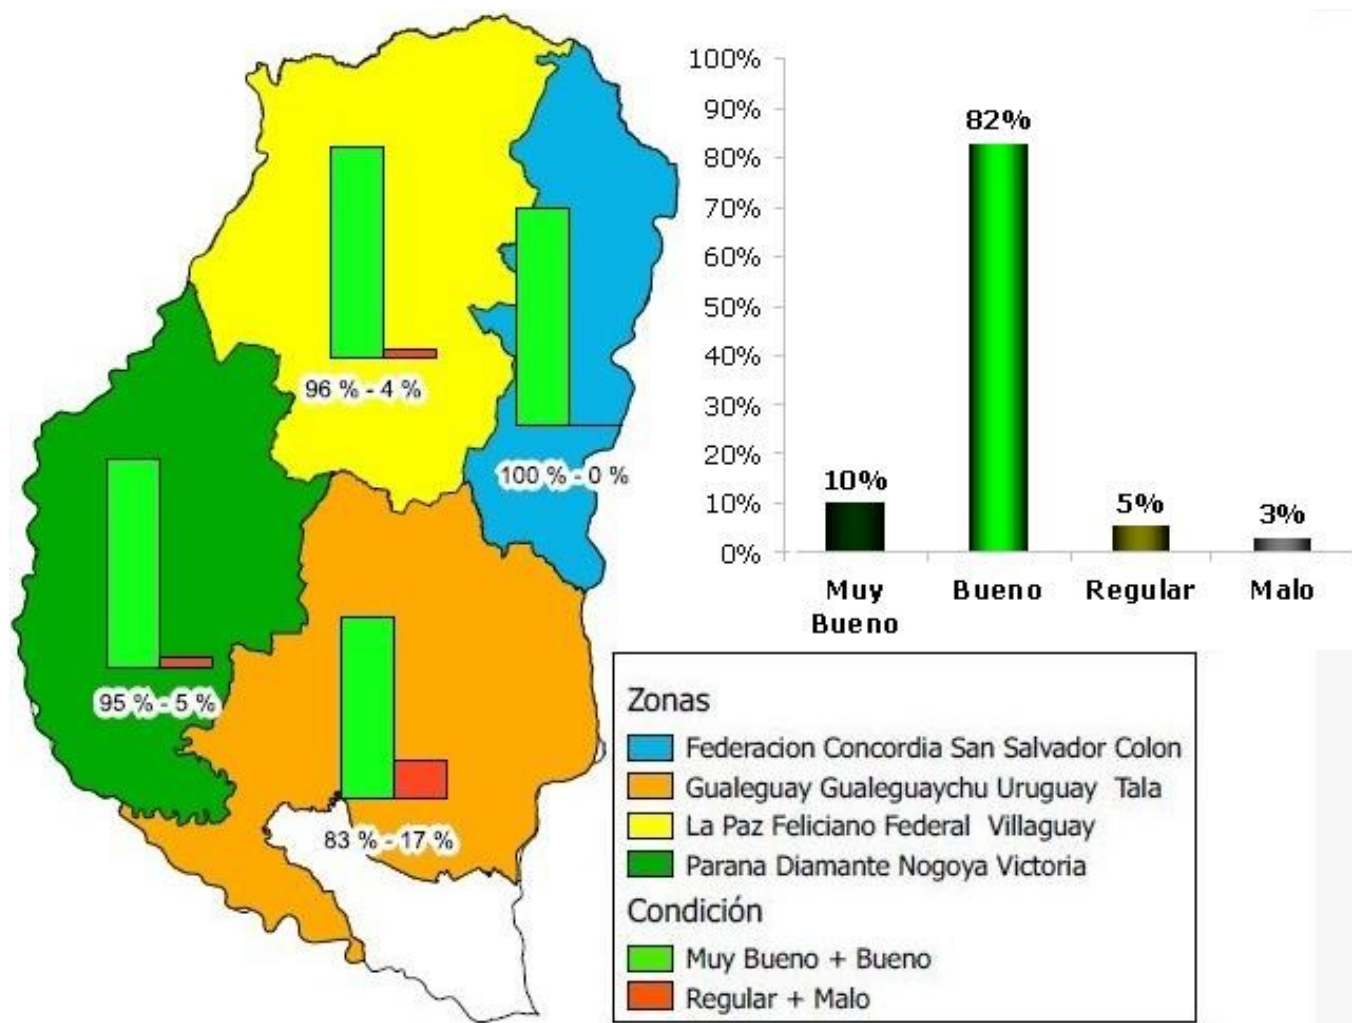 96 % - 4 %
100 % - 0 %
95 % - 5 %
83 % - 17 %
100%
90%
80%
70%
60%
50%
40%
30%
20%
10%
0%
10%
82%
5%
3%
Muy
Bueno
Bueno
Regular
Malo
Zonas
Federacion Concordia San Salvador Colon
Gualeguay Gualeguaychu Uruguay Tala
La Paz Feliciano Federal Villaguay
Parana Diamante Nogoya Victoria
Condición
Muy Bueno + Bueno
Regular + Malo